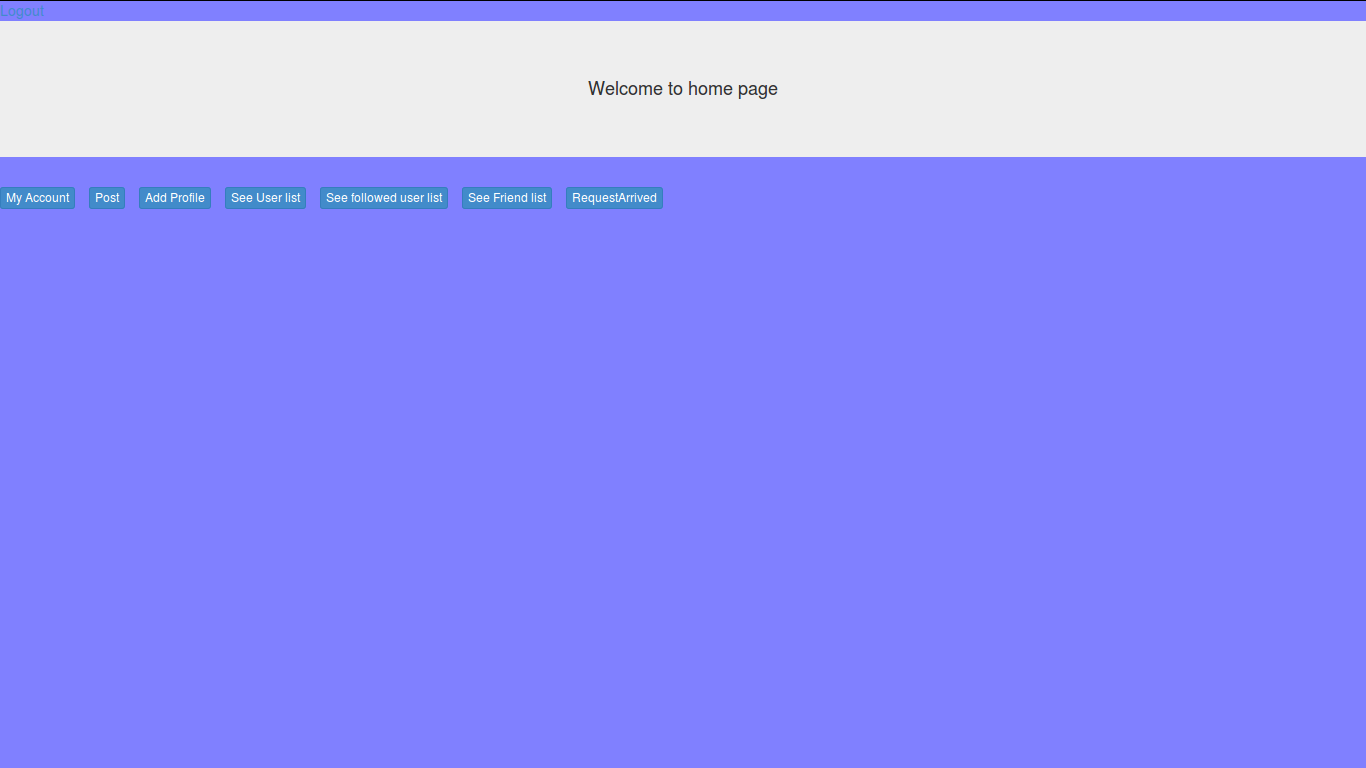 Logout
Welcome to home page
My Account Post Add Profile See User list See followed user list See Friend list RequestArrived